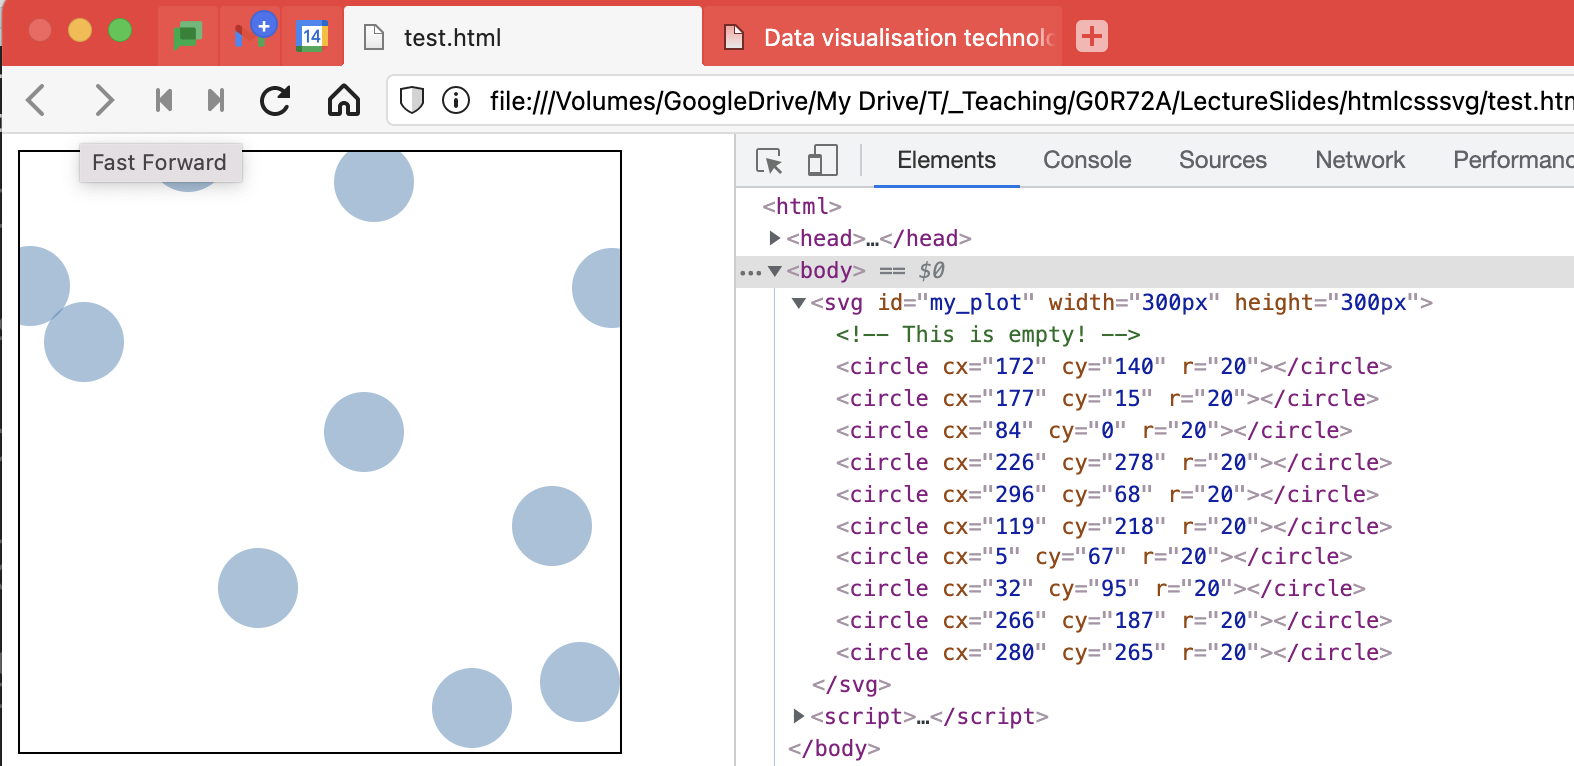 14
test.html
Data visualisation technolo
file:///Volumes/GoogleDrive/My Drive/T/_Teaching/G0R72A/LectureSlides/htmlcsssvg/test.htm
Fast Forward
Elements Console Sources Network Performanc
<html>
<head>…</head>
<body> == $0
<svg id="my_plot" width="300px" height="300px">
<!-- This is empty! -->
<circle cx="172" cy="140" r="20"></circle>
<circle cx="177" cy="15" r="20"></circle>
<circle cx="84" cy="0" r="20"></circle>
<circle cx="226" cy="278" r="20"></circle>
<circle cx="296" cy="68" r="20"></circle>
<circle cx="119" cy="218" r="20"></circle>
<circle cx="5" cy="67" r="20"></circle>
<circle cx="32" cy="95" r="20"></circle>
<circle cx="266" cy="187" r="20"></circle>
<circle cx="280" cy="265" r="20"></circle>
</svg>
<script>…</script>
</body>